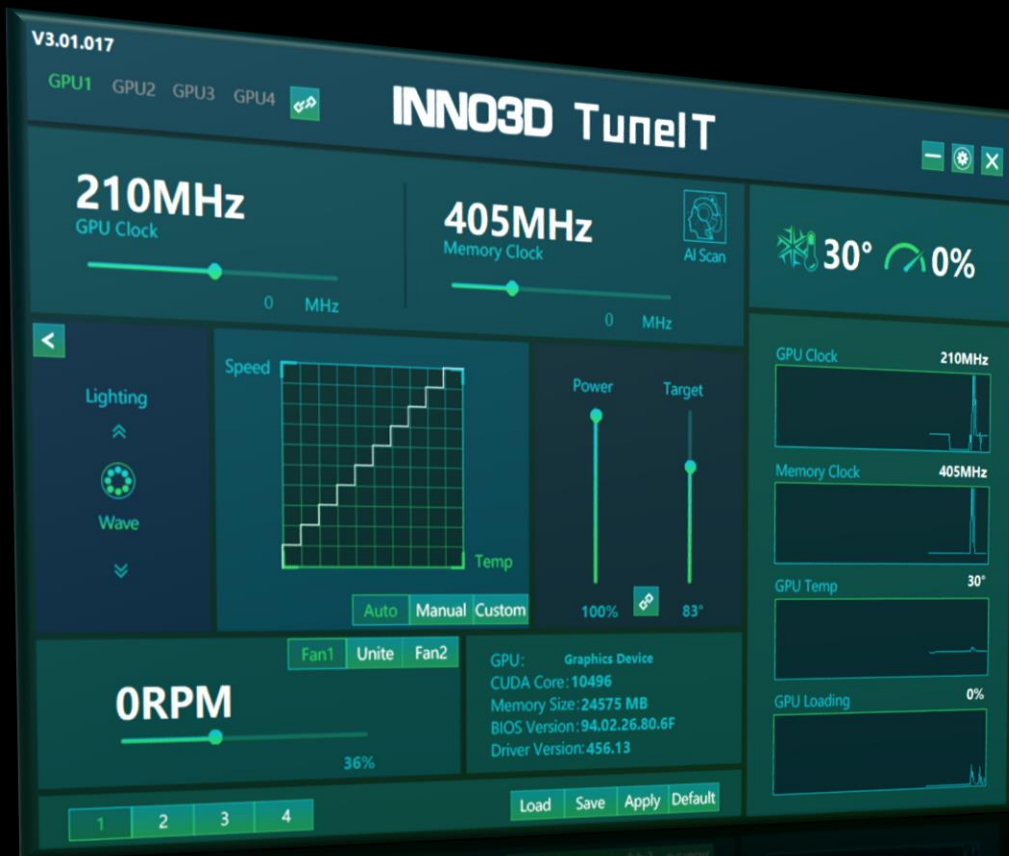 V3.01.017
GPU1 GPU2 GPU3 GPU4
INNO3D TuneIT
210MHz
GPU Clock
0 MHz
405MHz
Memory Clock
0 MHz
AI Scan
30° 0%
Lighting
Wave
Speed
Temp
Auto Manual Custom
Power Target
100% 83°
GPU Clock 210MHz
Memory Clock 405MHz
GPU Temp 30°
GPU Loading 0%
Fan1 Unite Fan2
0RPM
36%
GPU: Graphics Device
CUDA Core: 10496
Memory Size: 24575 MB
BIOS Version: 94.02.26.80.6F
Driver Version: 456.13
1 2 3 4
Load Save Apply Default